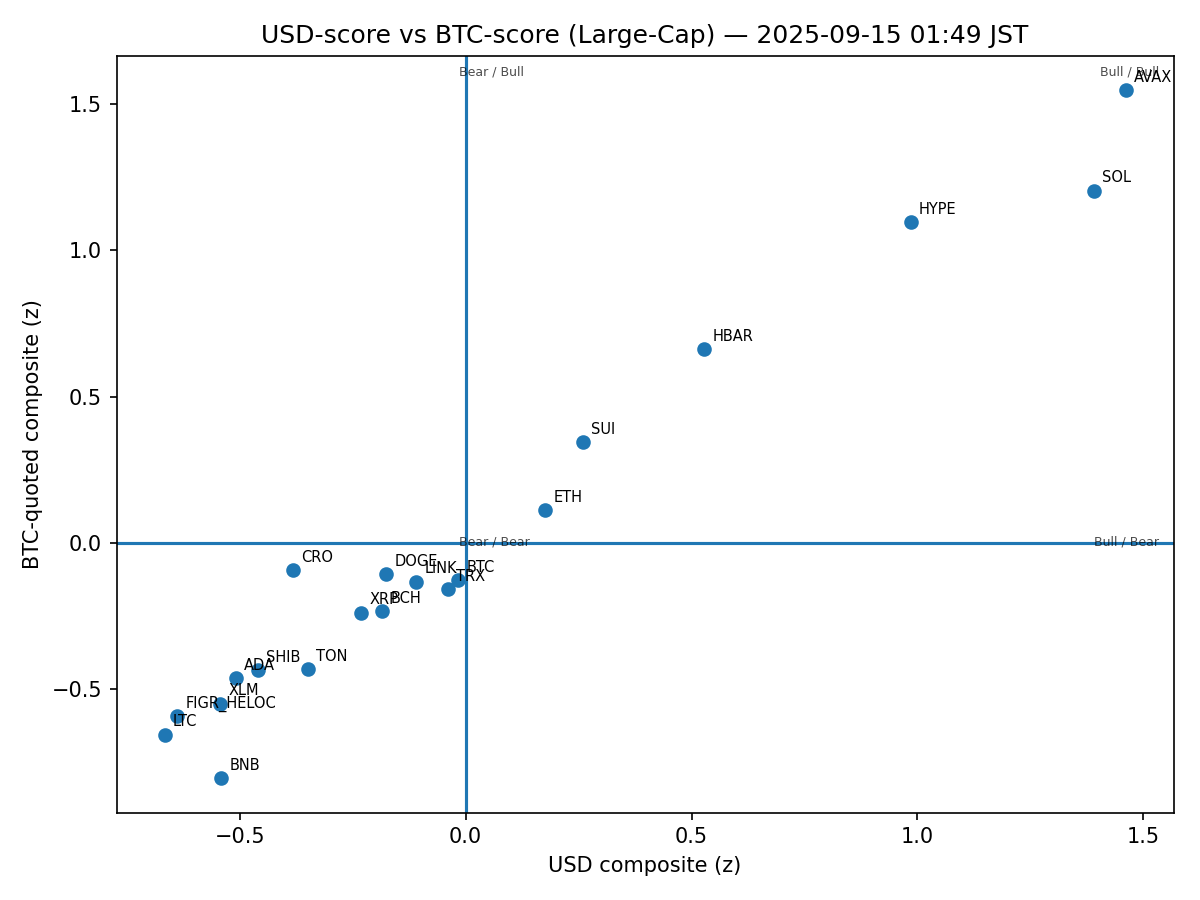 USD-score vs BTC-score (Large-Cap) — 2025-09-15 01:49 JST
Bear / Bull
Bull / Bull
AVAX
1.5
SOL
HYPE
1.0
HBAR
0.5
SUI
ETH
0.0
Bear / Bear
Bull / Bear
CRO
DOGE
LINK
BTC
TRX
XRP
BCH
SHIB
TON
ADA
−0.5
XLM
FIGR_HELOC
LTC
BNB
BTC-quoted composite (z)
−0.5
0.0
0.5
1.0
1.5
USD composite (z)